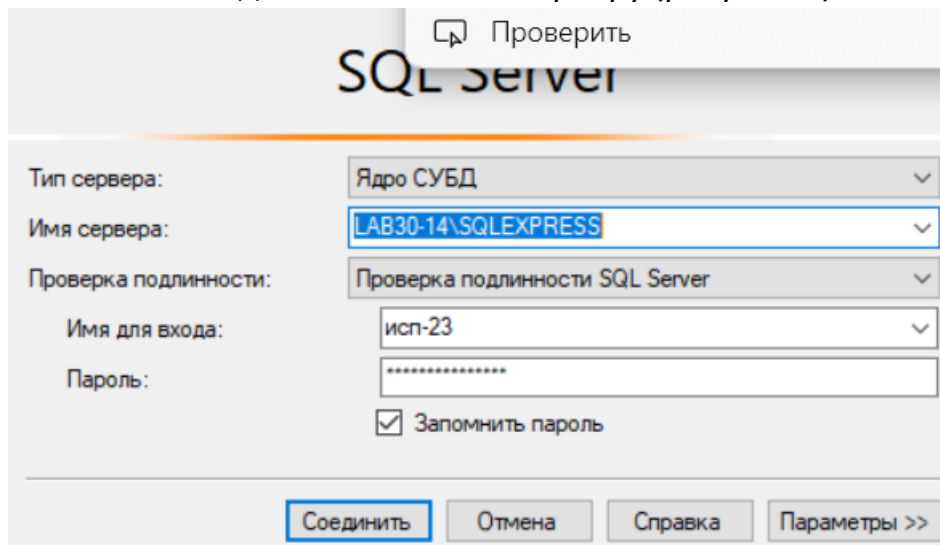 Проверить
SQL Server
Тип сервера: Ядро СУБД
Имя сервера: LAB30-14\SQLEXPRESS
Проверка подлинности: Проверка подлинности SQL Server
Имя для входа: исп-23
Пароль: ***************
Запомнить пароль
Соединить Отмена Справка Параметры >>